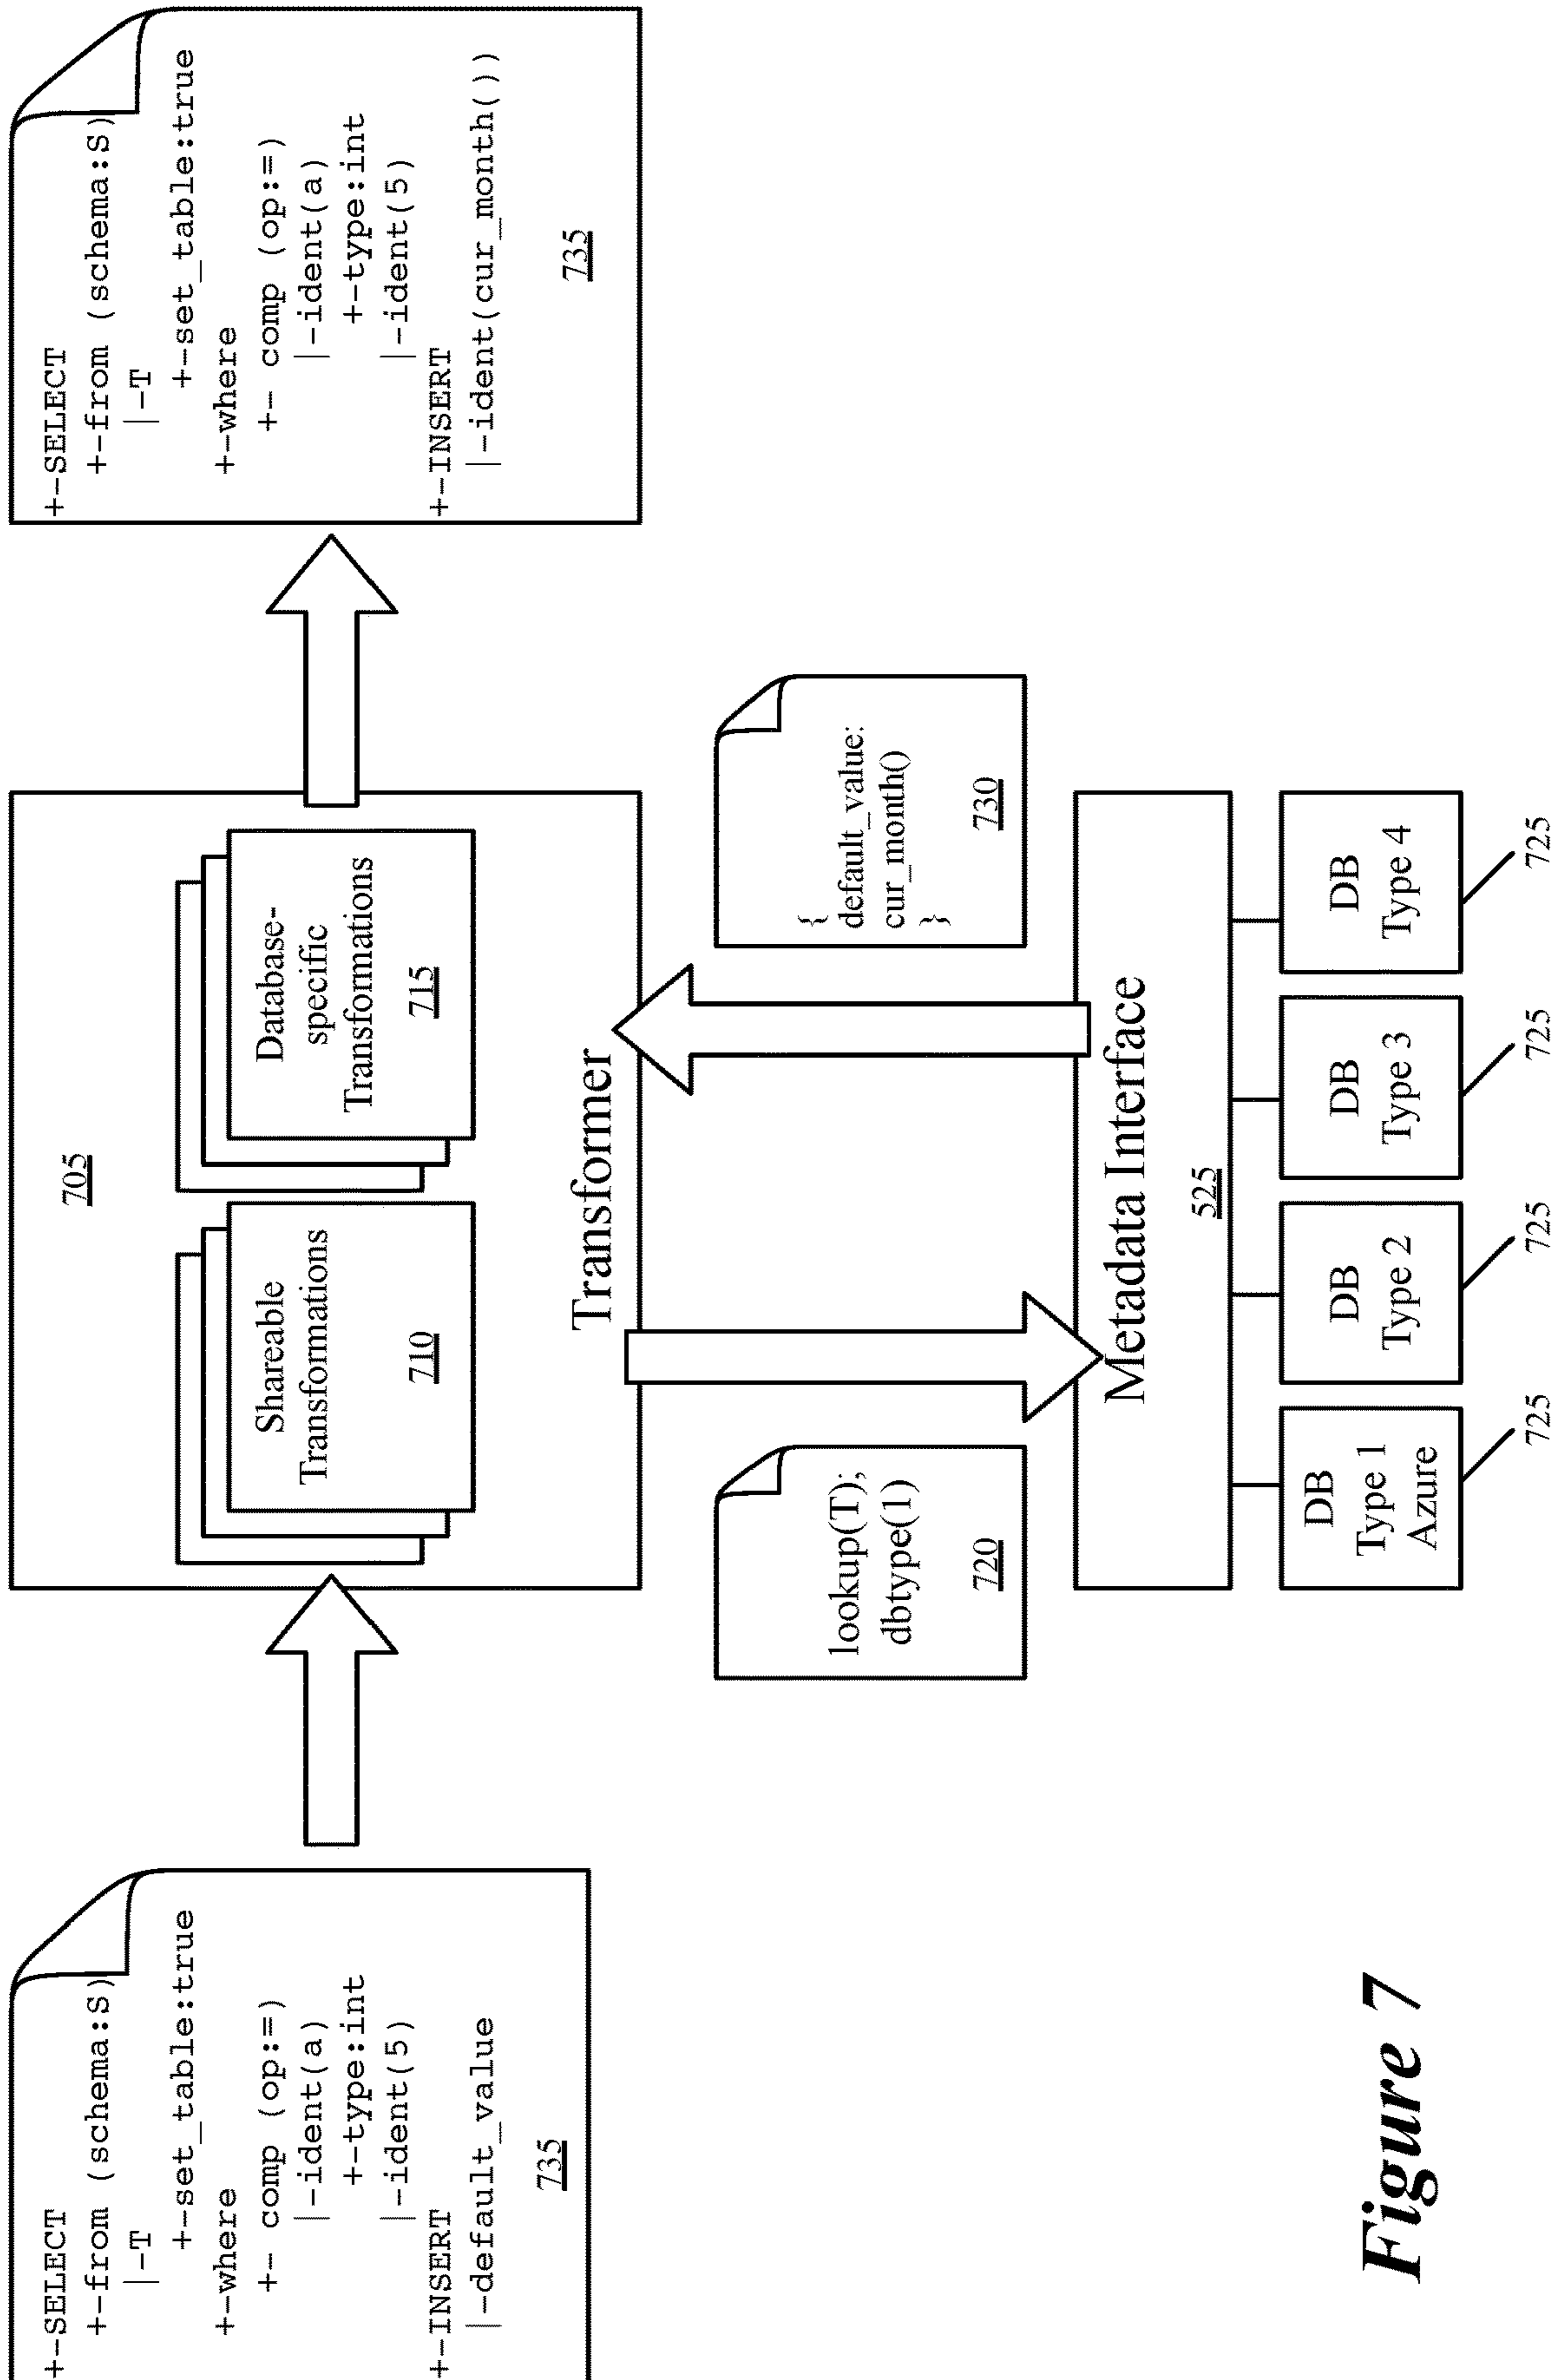 +-SELECT
+-from (schema:S)
|-T
+-set_table:true
+-where
+- comp (op:=)
|-ident(a)
+-type:int
|-ident(5)
+-INSERT
|-default_value
735
705
Shareable
Transformations
710
Database-
specific
Transformations
715
Transformer
+-SELECT
+-from (schema:S)
|-T
+-set_table:true
+-where
+- comp (op:=)
|-ident(a)
+-type:int
|-ident(5)
+-INSERT
|-ident(cur_month())
735
lookup(T);
dbtype(1)
720
{
default_value:
cur_month()
}
730
Metadata Interface
525
DB
Type 1
Azure
725
DB
Type 2
725
DB
Type 3
725
DB
Type 4
725
Figure 7